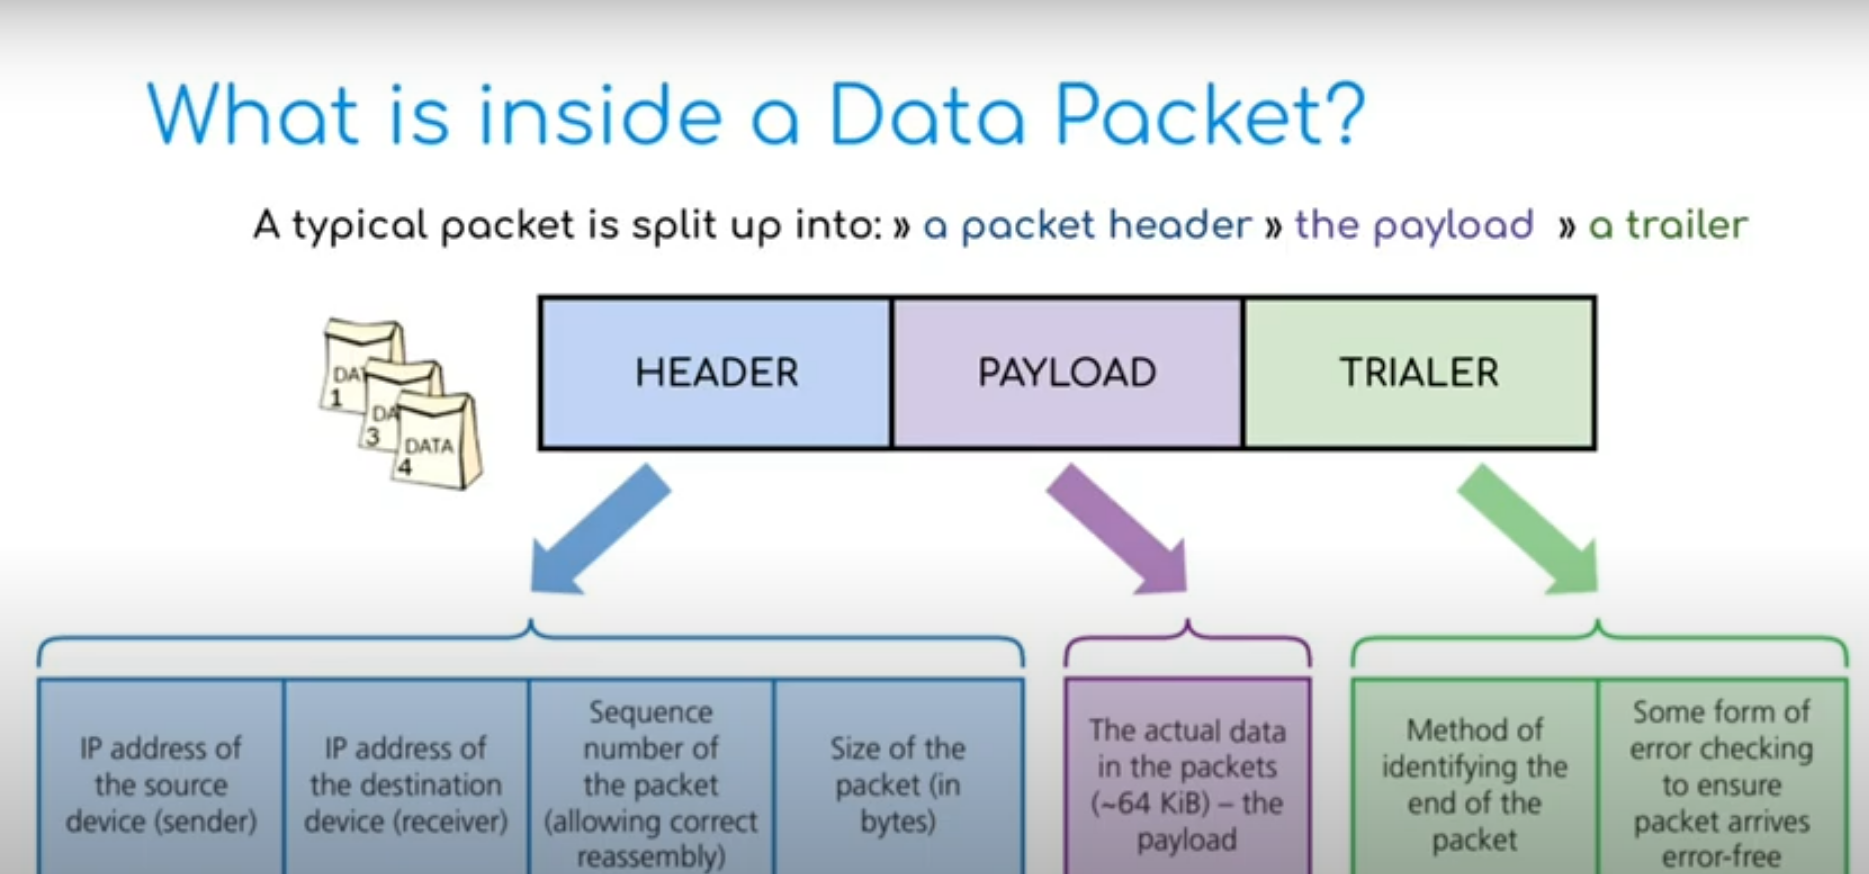 What is inside a Data Packet?
A typical packet is split up into: » a packet header » the payload » a trailer
DAT
1
DA
3
DATA
4
HEADER
PAYLOAD
TRIALER
IP address of
the source
device (sender)
IP address of
the destination
device (receiver)
Sequence
number of
the packet
(allowing correct
reassembly)
Size of the
packet (in
bytes)
The actual data
in the packets
(~64 KiB) – the
payload
Method of
identifying the
end of the
packet
Some form of
error checking
to ensure
packet arrives
error-free